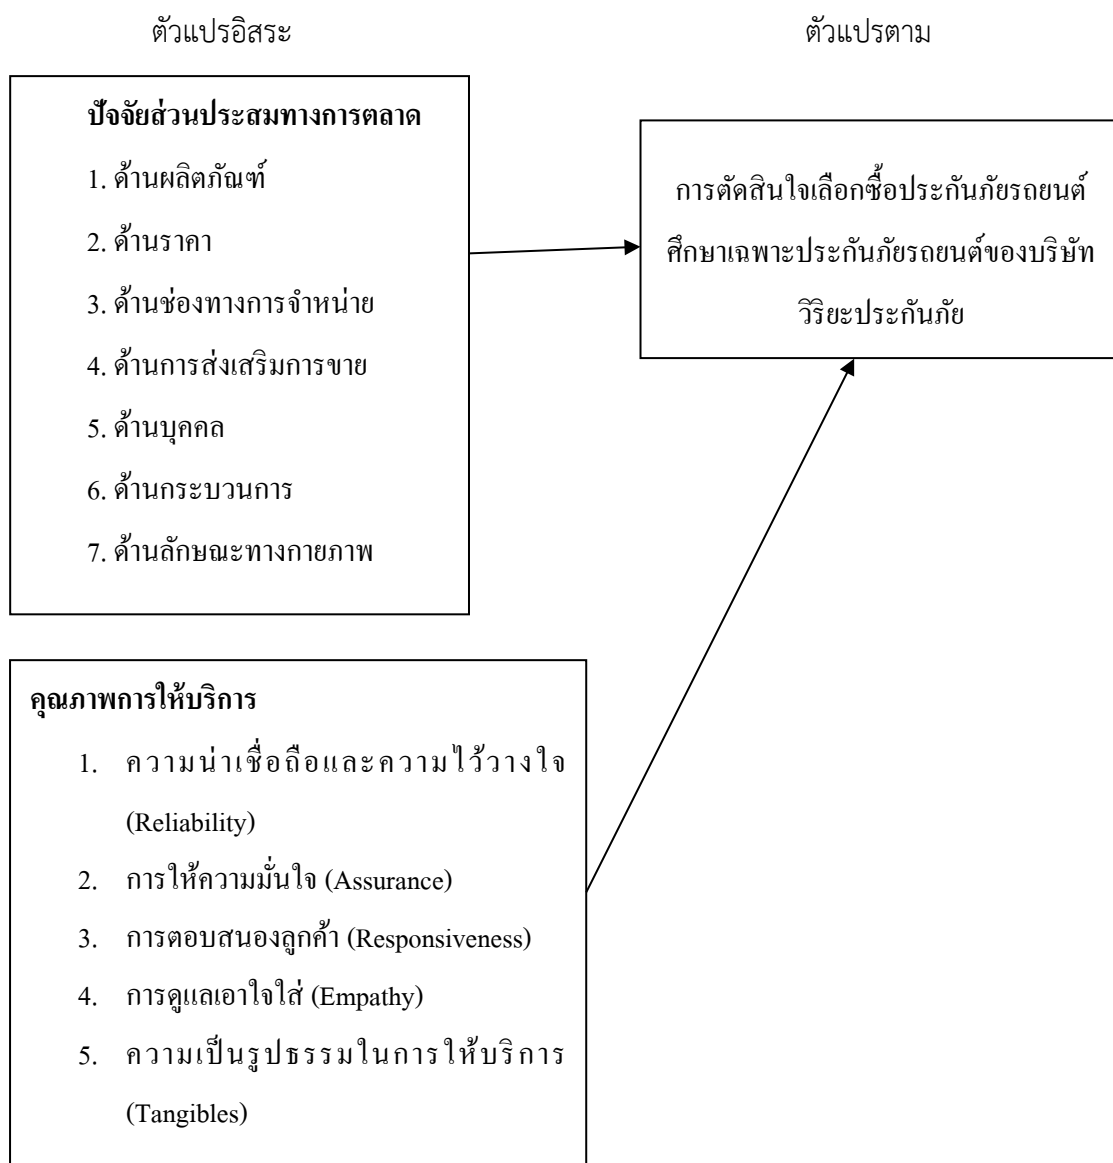 ตัวแปรอิสระ
ตัวแปรตาม
ปัจจัยส่วนประสมทางการตลาด
1. ด้านผลิตภัณฑ์
2. ด้านราคา
3. ด้านช่องทางการจำหน่าย
4. ด้านการส่งเสริมการขาย
5. ด้านบุคคล
6. ด้านกระบวนการ
7. ด้านลักษณะทางกายภาพ
การตัดสินใจเลือกซื้อประกันภัยรถยนต์
ศึกษาเฉพาะประกันภัยรถยนต์ของบริษัท
วิริยะประกันภัย
คุณภาพการให้บริการ
1. ความน่าเชื่อถือและความไว้วางใจ
(Reliability)
2. การให้ความมั่นใจ (Assurance)
3. การตอบสนองลูกค้า (Responsiveness)
4. การดูแลเอาใจใส่ (Empathy)
5. ความเป็นรูปธรรมในการให้บริการ
(Tangibles)